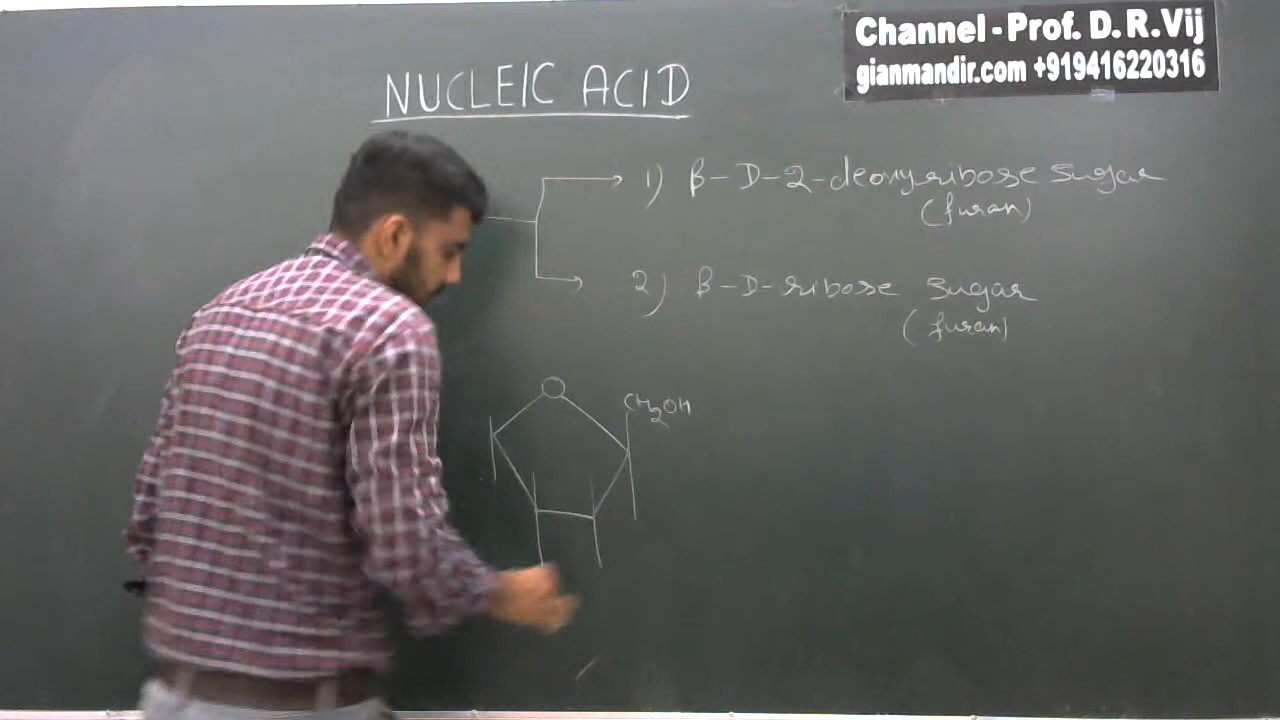 Channel - Prof. D. R. Vij
gianmandir.com +919416220316
NUCLEIC ACID
1) β-D-2-deoxyribose sugar
(furan)
2) β-D-ribose sugar
(furan)
O
CH2OH